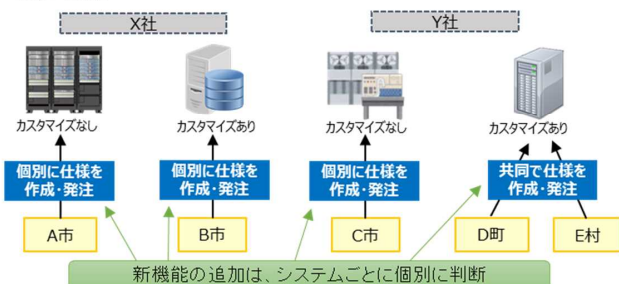 X社
Y社
カスタマイズなし
カスタマイズあり
カスタマイズなし
カスタマイズあり
個別に仕様を
作成・発注
個別に仕様を
作成・発注
個別に仕様を
作成・発注
共同で仕様を
作成・発注
A市
B市
C市
D町
E村
新機能の追加は、システムごとに個別に判断